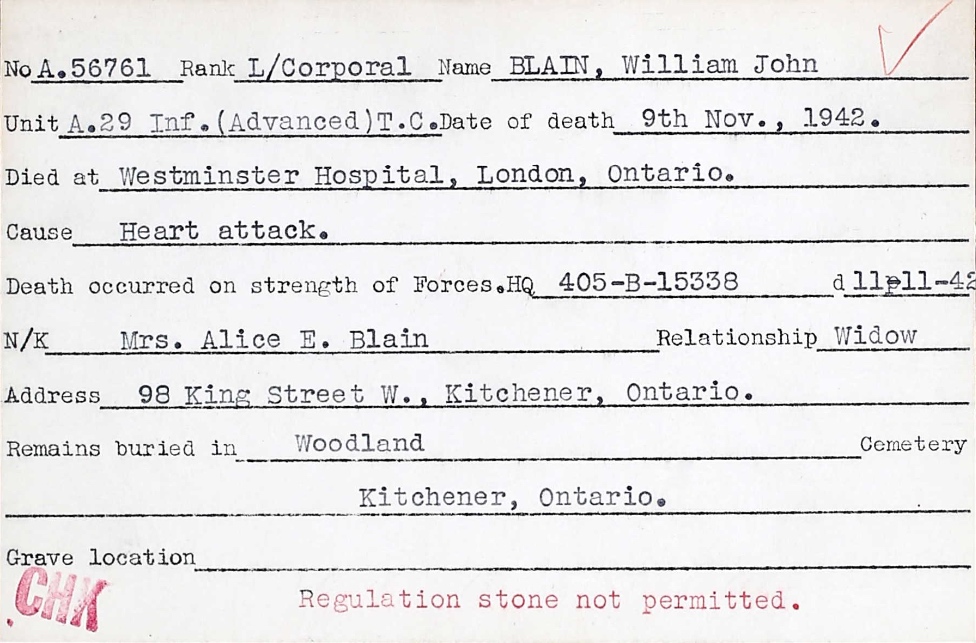 No A.56761 Rank L/Corporal Name BLAIN, William John
Unit A.29 Inf.(Advanced)T.C. Date of death 9th Nov., 1942.
Died at Westminster Hospital, London, Ontario.
Cause Heart attack.
Death occurred on strength of Forces. HQ 405-B-15338 d 11-11-42
N/K Mrs. Alice E. Blain Relationship Widow
Address 98 King Street W., Kitchener, Ontario.
Remains buried in Woodland Cemetery
Kitchener, Ontario.
Grave location
CHK
Regulation stone not permitted.